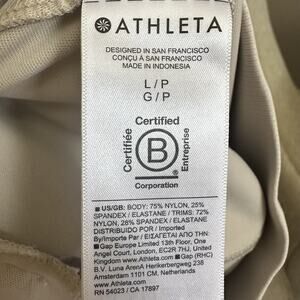 ATHLETA
DESIGNED IN SAN FRANCISCO
CONÇU À SAN FRANCISCO
MADE IN INDONESIA
L / P
G / P
Certified
Certifiée
B
Entreprise
Corporation
US/GB: BODY: 75% NYLON, 25%
SPANDEX / ELASTANE / TRIMS: 72%
NYLON, 28% SPANDEX / ELASTANE
Imported / Importado / Importé
By/Importe Par / ΕΙΣΑΓΕΤΑΙ ΑΠΟ ΤΗΝ:
Gap Europe Limited 13th Floor, One
Angel Court, London, EC2R 7HJ, United
Kingdom www.Athleta.com Gap (RHC)
B.V. Luna ArenA Herikerbergweg 238
Amsterdam 1101 CM, Netherlands
www.Athleta.com
RN 54023 / CA 17897